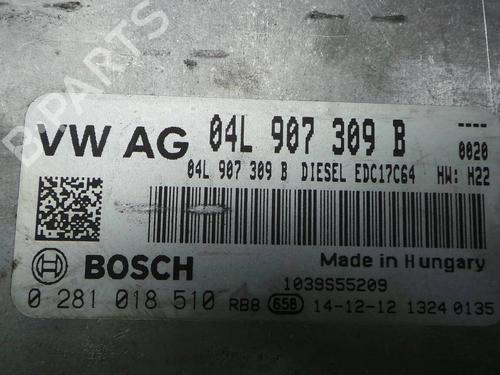 B-PARTS
VW AG 04L 907 309 B ----
0020
04L 907 309 B DIESEL EDC17C64 HW: H22
Made in Hungary
BOSCH
1039S55209
0 281 018 510 RB8 658 14-12-12 1324 0135